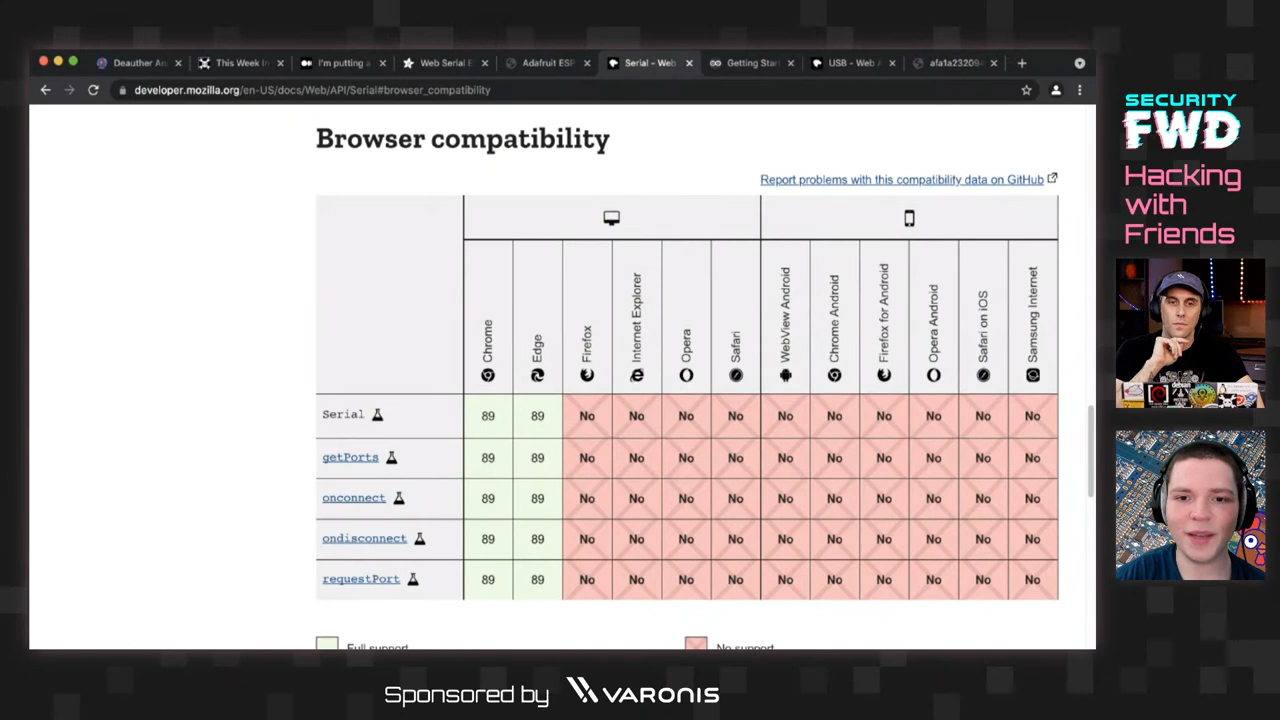 Deauther An
This Week In
I'm putting a
Web Serial E
Adafruit ESP
Serial - Web
Getting Star
USB - Web A
afa1a232094
developer.mozilla.org/en-US/docs/Web/API/Serial#browser_compatibility
Browser compatibility
Report problems with this compatibility data on GitHub
Chrome
Edge
Firefox
Internet Explorer
Opera
Safari
WebView Android
Chrome Android
Firefox for Android
Opera Android
Safari on iOS
Samsung Internet
Serial 89 89 No No No No No No No No No No
getPorts 89 89 No No No No No No No No No No
onconnect 89 89 No No No No No No No No No No
ondisconnect 89 89 No No No No No No No No No No
requestPort 89 89 No No No No No No No No No No
Full support
No support
SECURITY
FWD
Hacking
with
Friends
debian
Sponsored by VARONIS